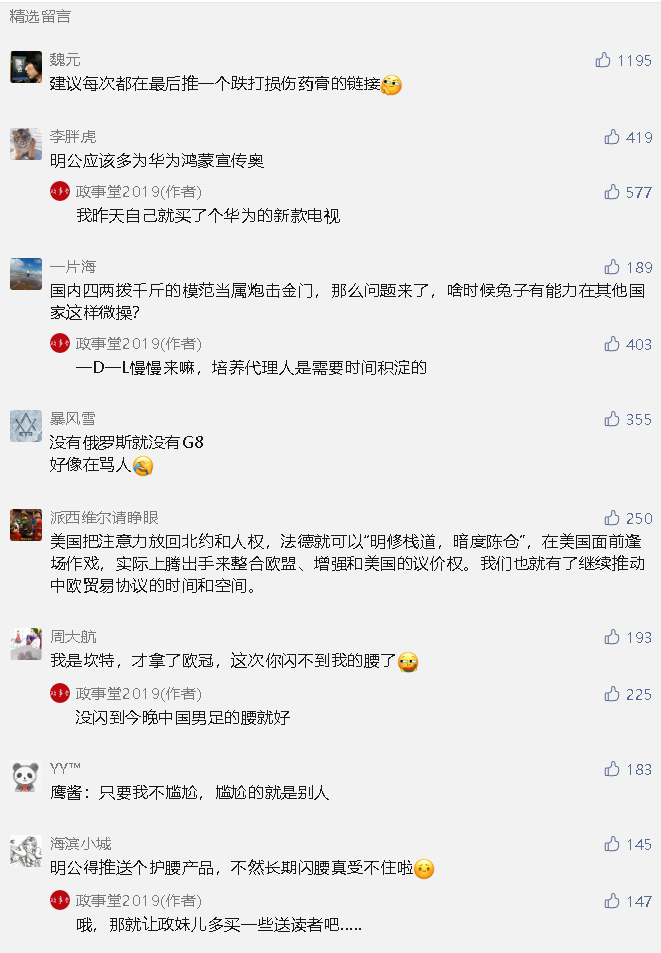 精选留言
魏元
1195
建议每次都在最后推一个跌打损伤药膏的链接
李胖虎
419
明公应该多为华为鸿蒙宣传奥
政事堂2019(作者)
577
我昨天自己就买了个华为的新款电视
一片海
189
国内四两拨千斤的模范当属炮击金门，那么问题来了，啥时候兔子有能力在其他国
家这样微操？
政事堂2019(作者)
403
—D—L慢慢来嘛，培养代理人是需要时间积淀的
暴风雪
355
没有俄罗斯就没有G8
好像在骂人
派西维尔请睁眼
250
美国把注意力放回北约和人权，法德就可以“明修栈道，暗度陈仓”，在美国面前逢
场作戏，实际上腾出手来整合欧盟、增强和美国的议价权。我们也就有了继续推动
中欧贸易协议的时间和空间。
周大航
193
我是坎特，才拿了欧冠，这次你闪不到我的腰了
政事堂2019(作者)
225
没闪到今晚中国男足的腰就好
YY™
183
鹰酱：只要我不尴尬，尴尬的就是别人
海滨小城
145
明公得推送个护腰产品，不然长期闪腰真受不住啦
政事堂2019(作者)
147
哦，那就让政妹儿多买一些送读者吧.....